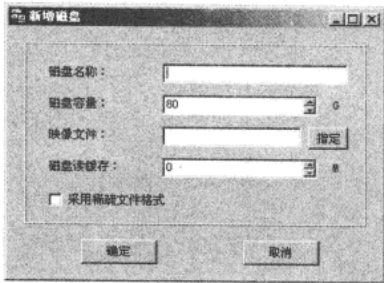 新增磁盘
磁盘名称：
磁盘容量： 80 G
映像文件： 指定
磁盘读缓存： 0 M
采用稀疏文件格式
确定 取消